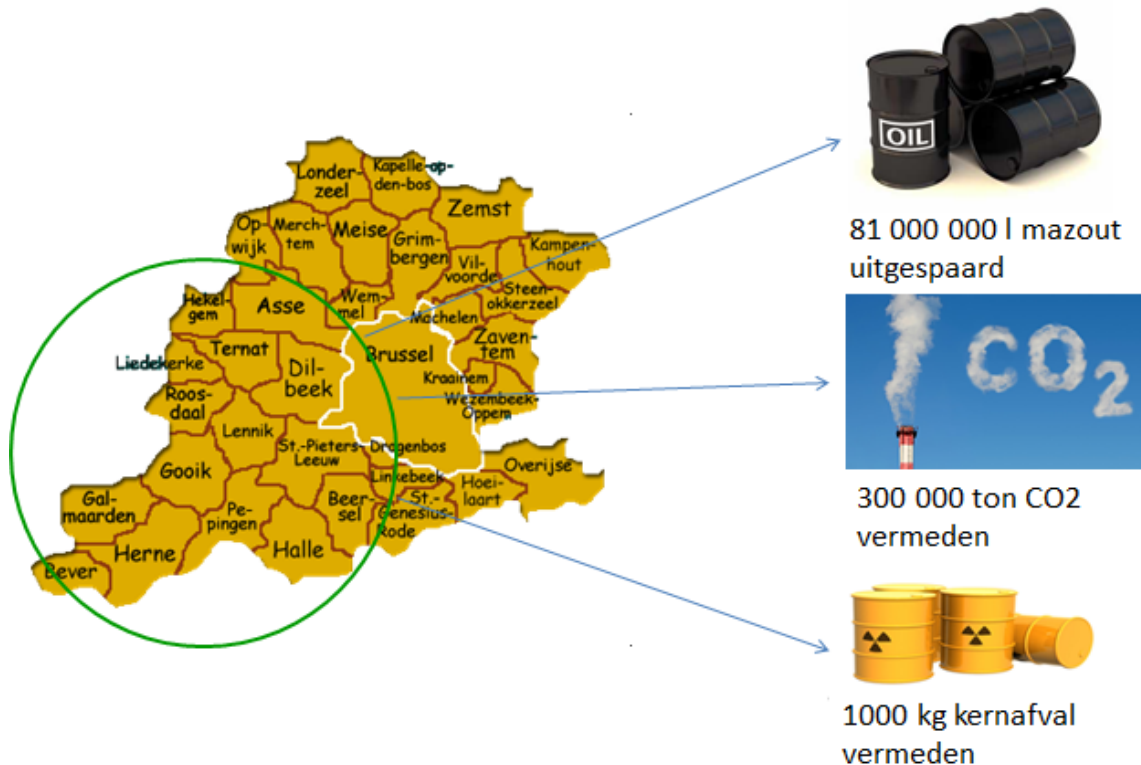 Londer-
zeel
Kapelle-op-
den-bos
Zemst
Op-
wijk
Merch-
tem
Meise
Grim-
bergen
Vil-
voorde
Kampen-
hout
Steen-
okkerzeel
Hekel-
gem
Asse
Wem-
mel
Machelen
Zaven-
tem
Brussel
Liedekerke
Ternat
Dil-
beek
Kraainem
Wezembeek-
Oppem
Roos-
daal
Lennik
St.-Pieters-
Leeuw
Drogenbos
Linkebeek
Hoei-
laart
Overijse
Gooik
Gal-
maarden
Pe-
pingen
Beer-
sel
St.-
Genesius-
Rode
Herne
Halle
Bever
OIL
81 000 000 l mazout
uitgespaard
CO2
300 000 ton CO2
vermeden
1000 kg kernafval
vermeden